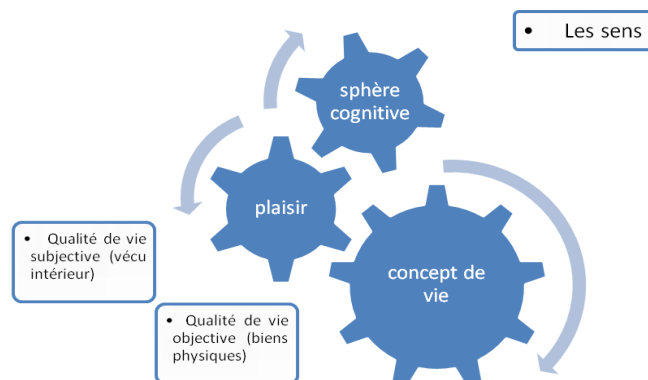 • Les sens
sphère
cognitive
plaisir
• Qualité de vie
subjective (vécu
intérieur)
concept de
vie
• Qualité de vie
objective (biens
physiques)